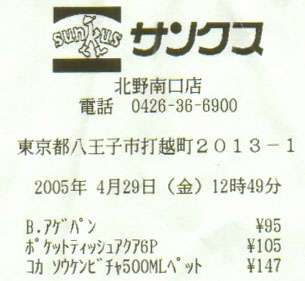 sunkus サンクス
北野南口店
電話 0426-36-6900
東京都八王子市打越町2013-1
2005年 4月29日(金) 12時49分
B.アゲパン ¥95
ポケットティッシュアクア6P ¥105
コカ ソウケンビチャ500MLペット ¥147